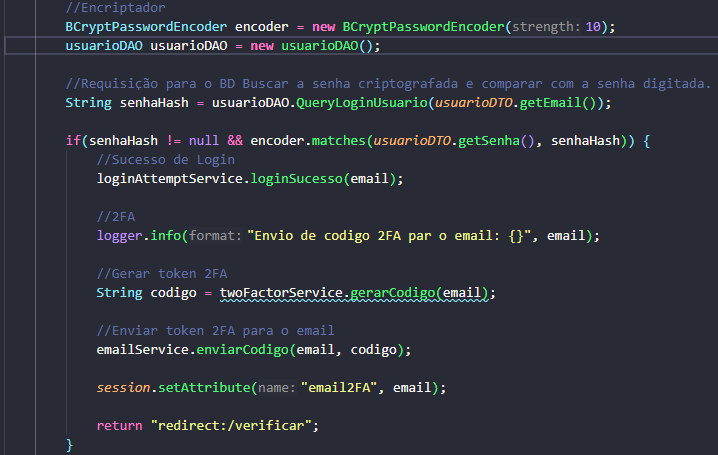 //Encriptador
BCryptPasswordEncoder encoder = new BCryptPasswordEncoder(strength: 10);
usuarioDAO usuarioDAO = new usuarioDAO();
//Requisição para o BD Buscar a senha criptografada e comparar com a senha digitada.
String senhaHash = usuarioDAO.QueryLoginUsuario(usuarioDTO.getEmail());
if(senhaHash != null && encoder.matches(usuarioDTO.getSenha(), senhaHash)) {
//Sucesso de Login
loginAttemptService.loginSucesso(email);
//2FA
logger.info(format: "Envio de codigo 2FA par o email: {}", email);
//Gerar token 2FA
String codigo = twoFactorService.gerarCodigo(email);
//Enviar token 2FA para o email
emailService.enviarCodigo(email, codigo);
session.setAttribute(name: "email2FA", email);
return "redirect:/verificar";
}